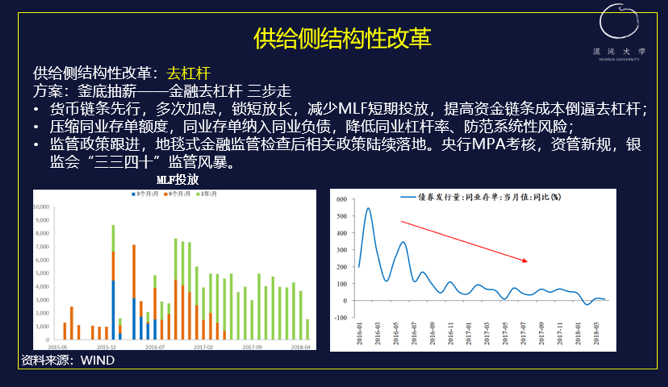 供给侧结构性改革
混沌大学
HUNDUN UNIVERSITY
供给侧结构性改革：去杠杆
方案：釜底抽薪——金融去杠杆 三步走
• 货币链条先行，多次加息，锁短放长，减少MLF短期投放，提高资金链条成本倒逼去杠杆；
• 压缩同业存单额度，同业存单纳入同业负债，降低同业杠杆率、防范系统性风险；
• 监管政策跟进，地毯式金融监管检查后相关政策陆续落地。央行MPA考核，资管新规，银
监会“三三四十”监管风暴。
MLF投放
3个月:月 6个月:月 1年:月
10,000
9,000
8,000
7,000
6,000
5,000
4,000
3,000
2,000
1,000
0
2015-05 2015-12 2016-07 2017-02 2017-09 2018-04
债券发行量:同业存单:当月值:同比(%)
600
500
400
300
200
100
0
-100
2016-01 2016-03 2016-05 2016-07 2016-09 2016-11 2017-01 2017-03 2017-05 2017-07 2017-09 2017-11 2018-01 2018-03
资料来源：WIND